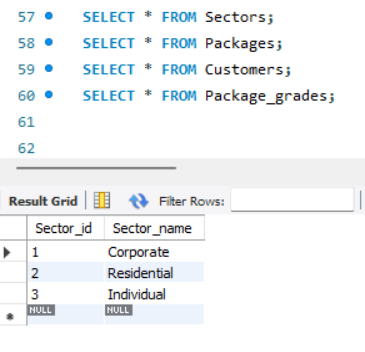 57 SELECT * FROM Sectors;
58 SELECT * FROM Packages;
59 SELECT * FROM Customers;
60 SELECT * FROM Package_grades;
61
62
Result Grid Filter Rows:
Sector_id Sector_name
1 Corporate
2 Residential
3 Individual
NULL NULL